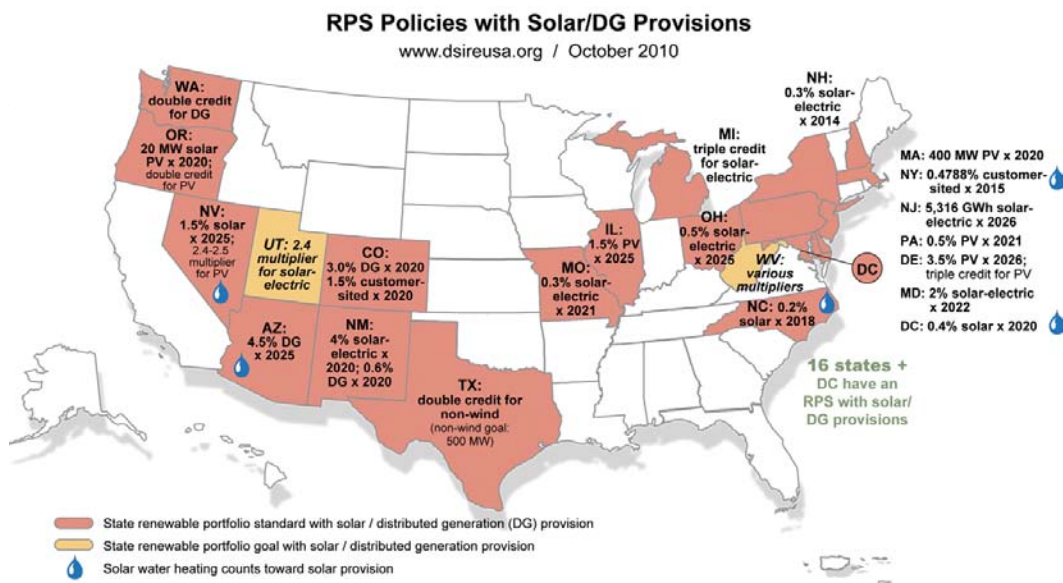 RPS Policies with Solar/DG Provisions
www.dsireusa.org / October 2010
WA:
double credit
for DG
OR:
20 MW solar
PV x 2020;
double credit
for PV
NV:
1.5% solar
x 2025;
2.4-2.5
multiplier
for PV
UT: 2.4
multiplier
for solar-
electric
CO:
3.0% DG x 2020
1.5% customer-
sited x 2020
AZ:
4.5% DG
x 2025
NM:
4% solar-
electric x
2020; 0.6%
DG x 2020
TX:
double credit for
non-wind
(non-wind goal:
500 MW)
MO:
0.3% solar-
electric
x 2021
IL:
1.5% PV
x 2025
MI:
triple credit
for solar-
electric
OH:
0.5% solar-
electric x
2025
WV:
various
multipliers
NC: 0.2%
solar x 2018
DC
NH:
0.3% solar-
electric
x 2014
MA: 400 MW PV x 2020
NY: 0.4788% customer-
sited x 2015
NJ: 5,316 GWh solar-
electric x 2026
PA: 0.5% PV x 2021
DE: 3.5% PV x 2026;
triple credit for PV
MD: 2% solar-electric
x 2022
DC: 0.4% solar x 2020
16 states +
DC have an
RPS with solar/
DG provisions
State renewable portfolio standard with solar / distributed generation (DG) provision
State renewable portfolio goal with solar / distributed generation provision
Solar water heating counts toward solar provision